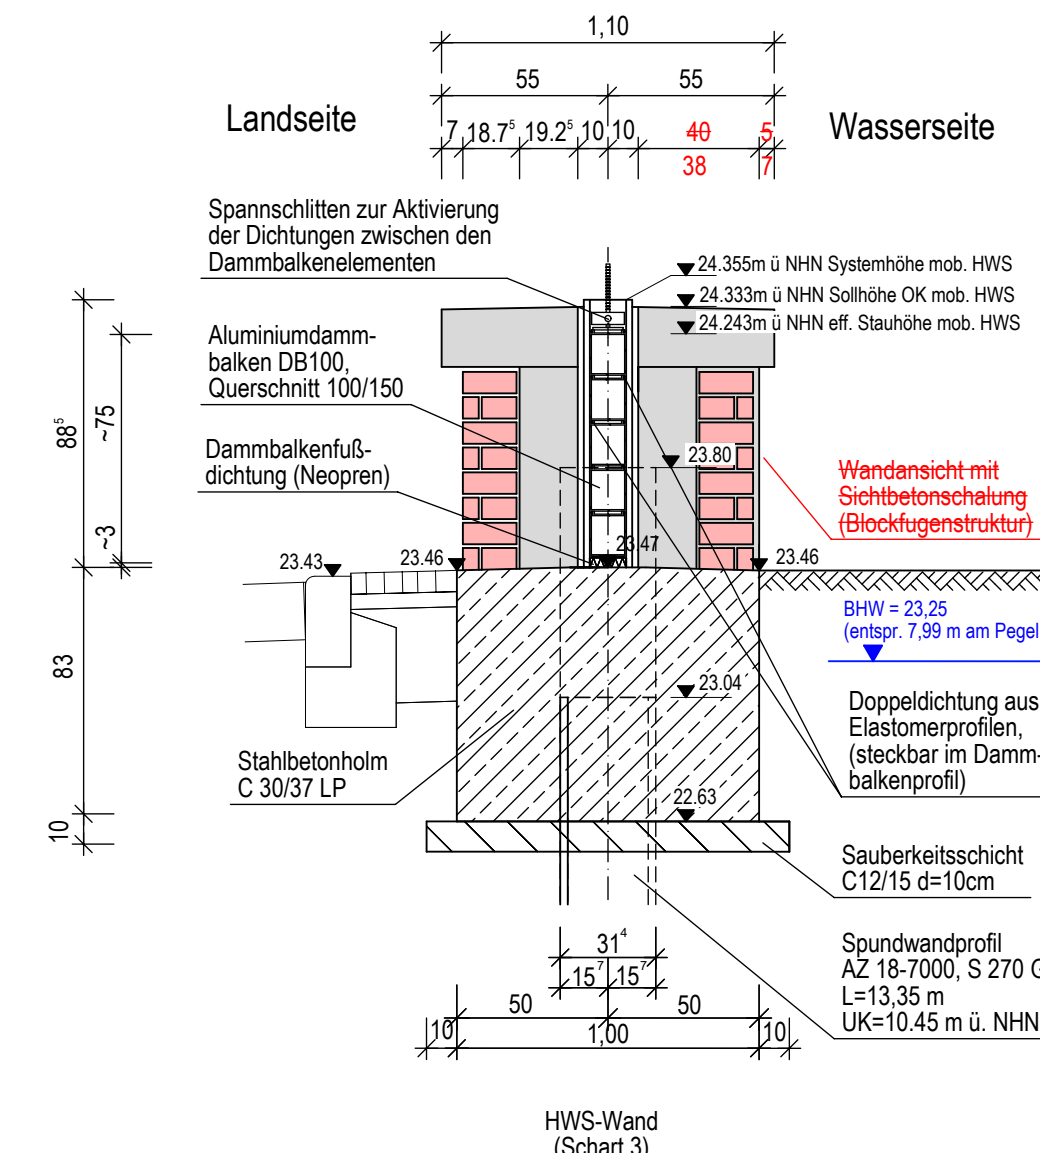 1,10
55 55
Landseite
7 18.7⁵ 19.2⁵ 10 10 40 5
38 7
Wasserseite
Spannschlitten zur Aktivierung
der Dichtungen zwischen den
Dammbalkenelementen
24.355m ü NHN Systemhöhe mob. HWS
24.333m ü NHN Sollhöhe OK mob. HWS
24.243m ü NHN eff. Stauhöhe mob. HWS
Aluminiumdamm-
balken DB100,
Querschnitt 100/150
88⁵
~75
~3
Dammbalkenfuß-
dichtung (Neopren)
23.80
Wandansicht mit
Sichtbetonschalung
(Blockfugenstruktur)
23.47
23.43
23.46
23.46
BHW = 23,25
(entspr. 7,99 m am Pegel
83
23.04
Doppeldichtung aus
Elastomerprofilen,
(steckbar im Damm-
balkenprofil)
Stahlbetonholm
C 30/37 LP
22.63
10
Sauberkeitsschicht
C12/15 d=10cm
Spundwandprofil
AZ 18-7000, S 270 G
L=13,35 m
UK=10.45 m ü. NHN
31⁴
15⁷ 15⁷
50 50
10 1,00 10
HWS-Wand
(Schart 3)